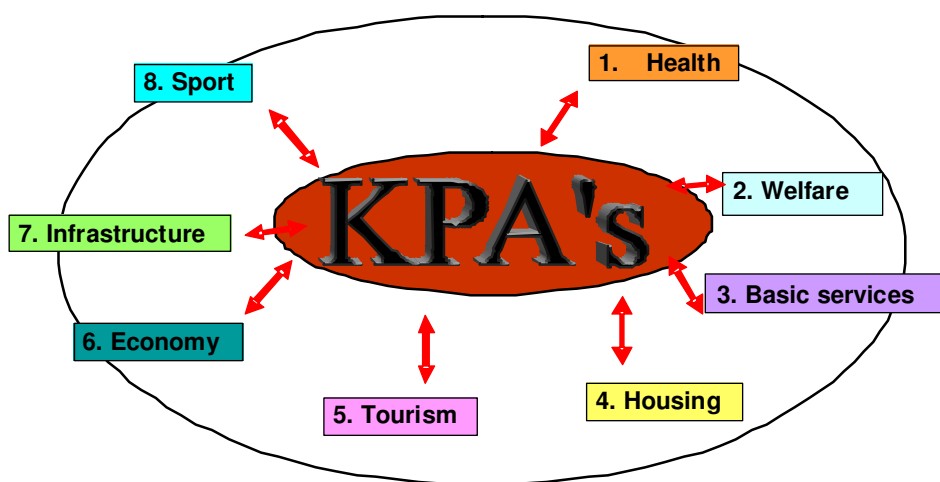 1. Health
8. Sport
KPA's
2. Welfare
7. Infrastructure
3. Basic services
6. Economy
4. Housing
5. Tourism